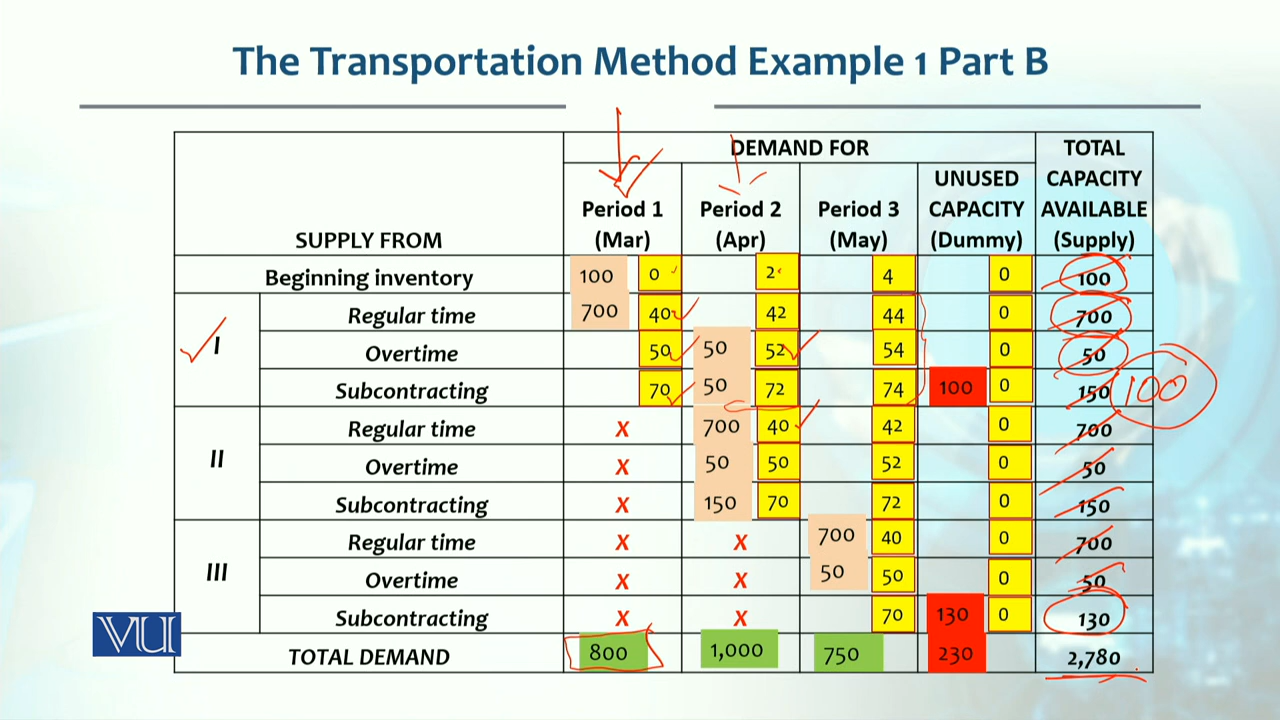 The Transportation Method Example 1 Part B
SUPPLY FROM DEMAND FOR TOTAL CAPACITY AVAILABLE (Supply)
Period 1 (Mar) Period 2 (Apr) Period 3 (May) UNUSED CAPACITY (Dummy)
Beginning inventory 100 0 2 4 0 100
I Regular time 700 40 42 44 0 700
Overtime 50 50 52 54 0 50
Subcontracting 70 50 72 74 100 0 150 100
II Regular time X 700 40 42 0 700
Overtime X 50 50 52 0 50
Subcontracting X 150 70 72 0 150
III Regular time X X 700 40 0 700
Overtime X X 50 50 0 50
Subcontracting X X 70 130 0 130
TOTAL DEMAND 800 1,000 750 230 2,780
VU